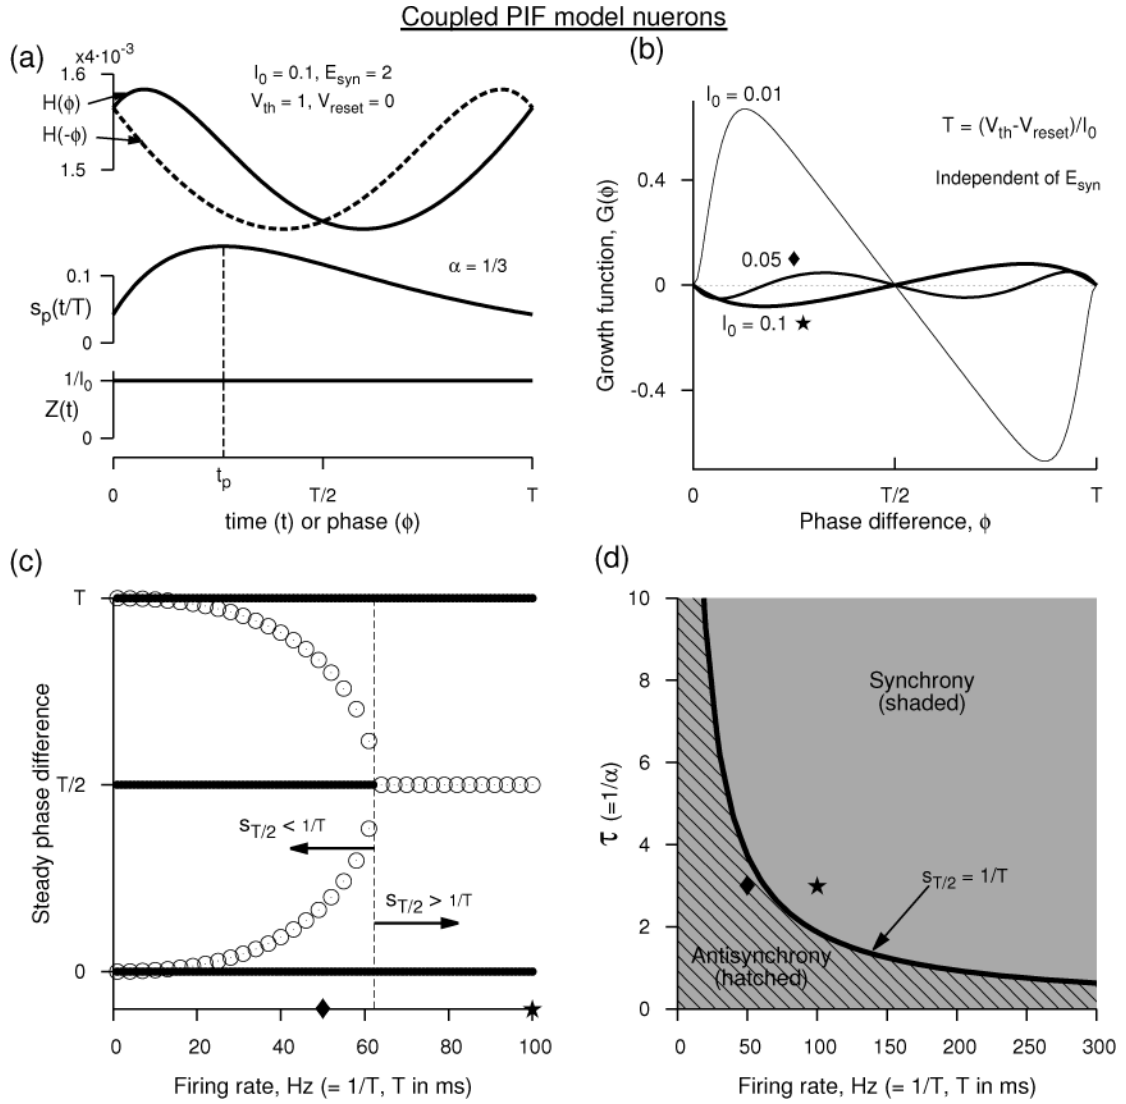 Coupled PIF model nuerons
(a)
x4·10⁻³
1.6
1.5
H(ϕ)
H(-ϕ)
I₀ = 0.1, E_syn = 2
V_th = 1, V_reset = 0
0.1
0
s_p(t/T)
α = 1/3
1/I₀
Z(t)
0
t_p
0 T/2 T
time (t) or phase (ϕ)
(b)
I₀ = 0.01
T = (V_th-V_reset)/I₀
Independent of E_syn
0.4
0
-0.4
Growth function, G(ϕ)
0.05 ♦
I₀ = 0.1 ★
0 T/2 T
Phase difference, ϕ
(c)
T
T/2
0
Steady phase difference
s_T/2 < 1/T
s_T/2 > 1/T
0 20 40 60 80 100
Firing rate, Hz (= 1/T, T in ms)
(d)
10
8
6
4
2
0
τ (=1/α)
Synchrony
(shaded)
s_T/2 = 1/T
Antisynchrony
(hatched)
0 50 100 150 200 250 300
Firing rate, Hz (= 1/T, T in ms)